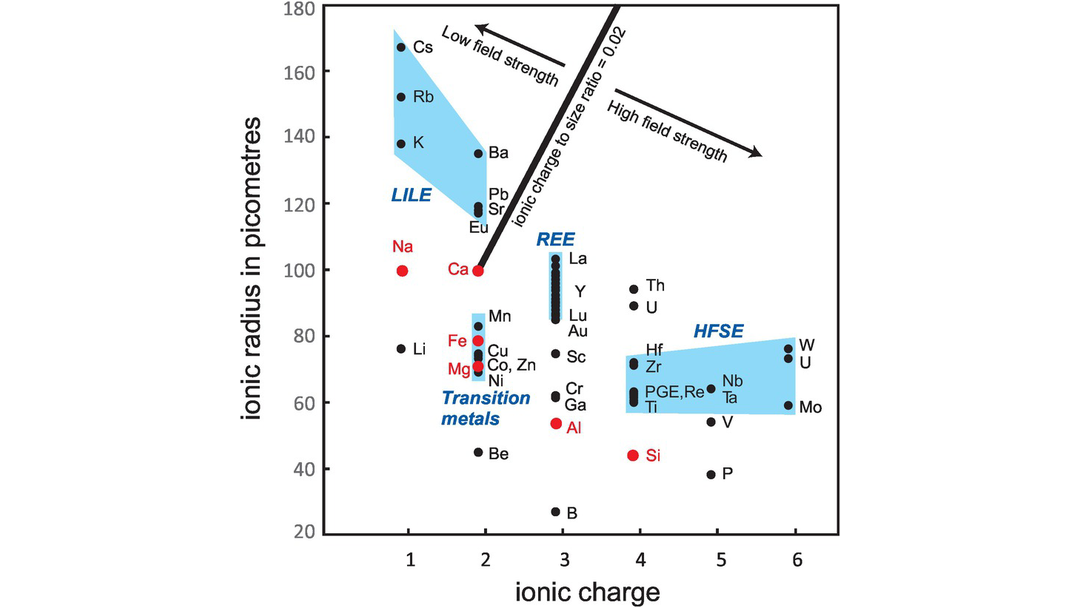 180
160
140
120
100
80
60
40
20
ionic radius in picometres
1
2
3
4
5
6
ionic charge
Low field strength
ionic charge to size ratio = 0.02
High field strength
Cs
Rb
K
LILE
Ba
Pb
Sr
Eu
Na
Ca
Li
Mn
Fe
Cu
Co, Zn
Mg
Ni
Transition
metals
Be
REE
La
Y
Lu
Au
Sc
Cr
Ga
Al
B
Th
U
HFSE
Hf
Zr
PGE,Re
Ti
Si
Nb
Ta
V
P
W
U
Mo